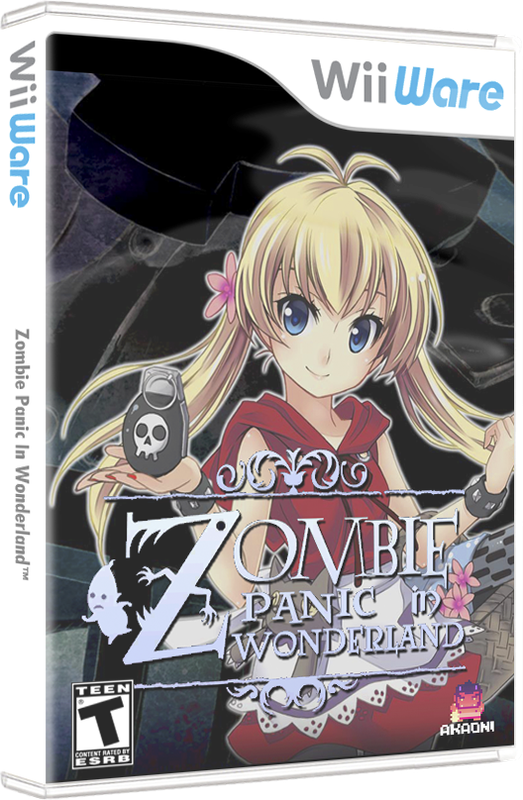 WiiWare
Zombie Panic In Wonderland™
WiiWare
ZOMBIE
PANIC in
WONDERLAND
TEEN
T
®
CONTENT RATED BY
ESRB
AKAONI